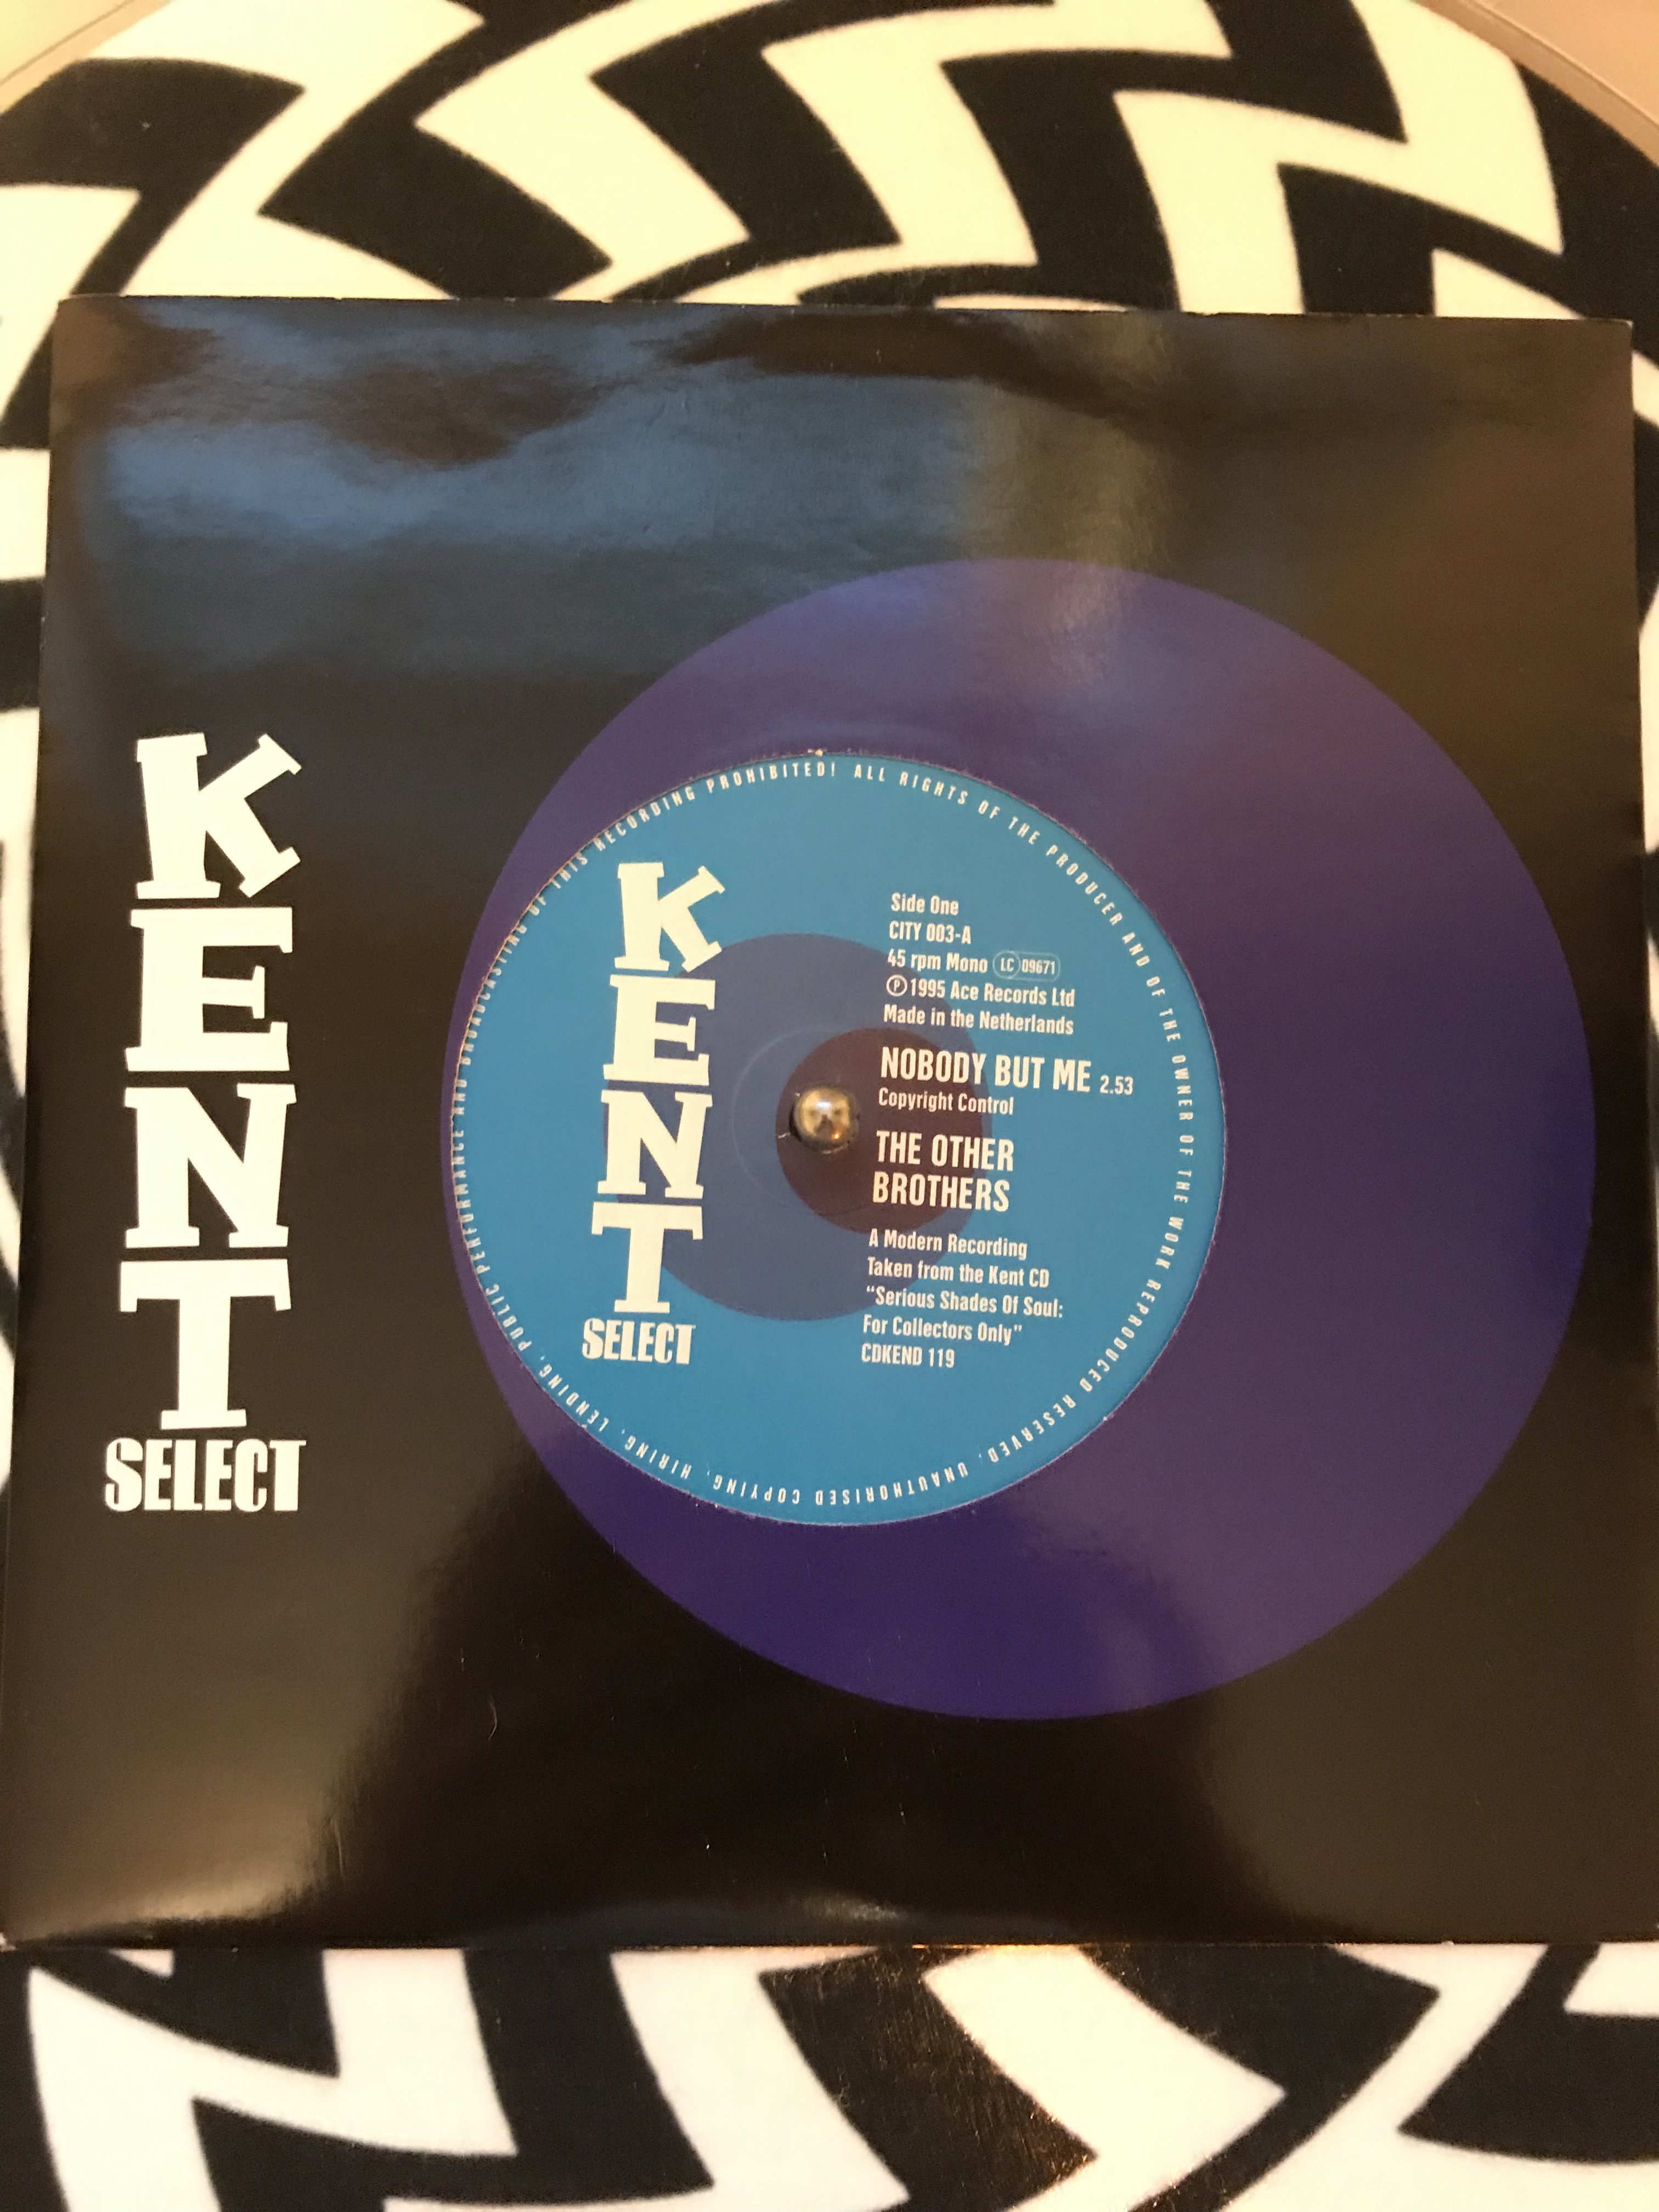 KENT
SELECT
KENT
SELECT
Side One
CITY 003-A
45 rpm Mono LC 09671
Ⓟ1995 Ace Records Ltd
Made in the Netherlands
NOBODY BUT ME 2.53
Copyright Control
THE OTHER
BROTHERS
A Modern Recording
Taken from the Kent CD
“Serious Shades Of Soul:
For Collectors Only”
CDKEND 119
ALL RIGHTS OF THE PRODUCER AND OF THE OWNER OF THE WORK REPRODUCED RESERVED. UNAUTHORISED COPYING, HIRING, LENDING, PUBLIC PERFORMANCE AND BROADCASTING OF THIS RECORDING PROHIBITED!